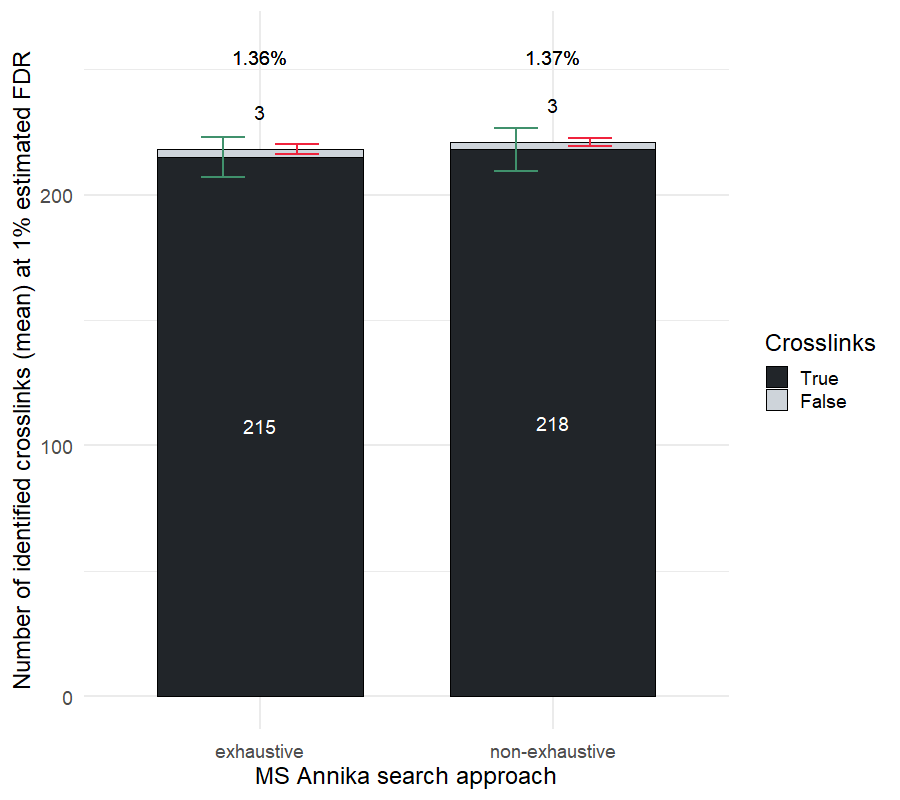 Number of identified crosslinks (mean) at 1% estimated FDR
1.36%
1.37%
3
3
200
215
218
100
0
exhaustive
non-exhaustive
MS Annika search approach
Crosslinks
True
False